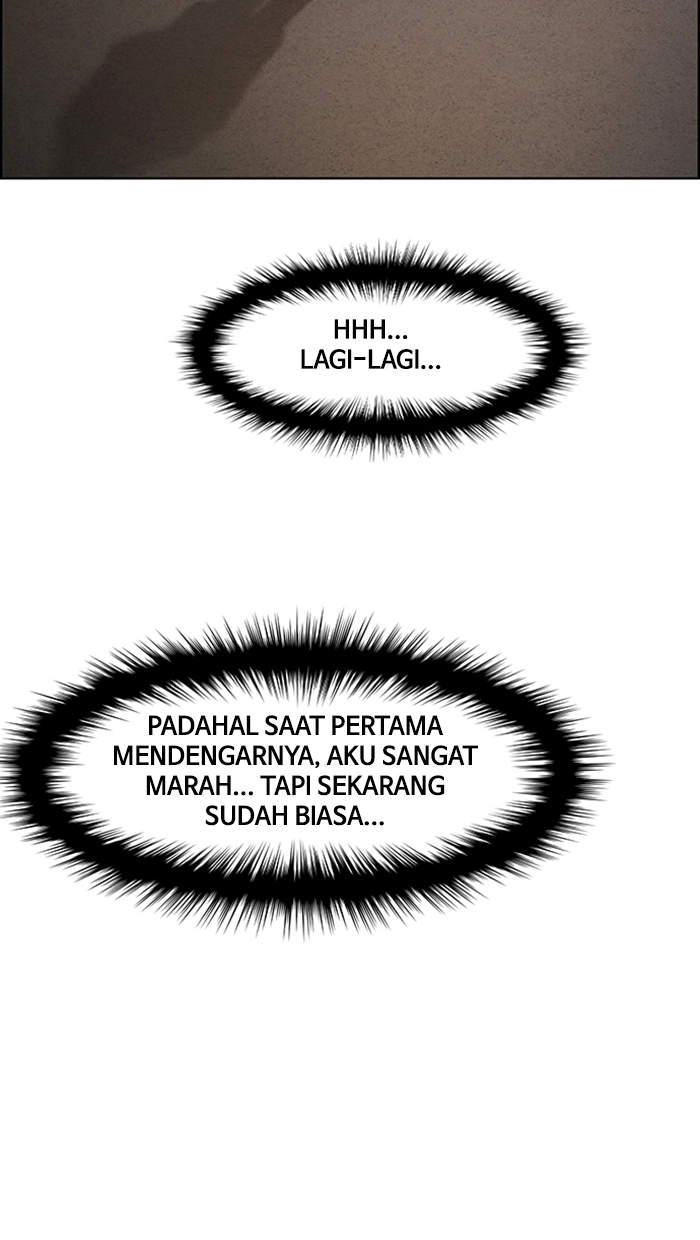 HHH...
LAGI-LAGI...
PADAHAL SAAT PERTAMA
MENDENGARNYA, AKU SANGAT
MARAH... TAPI SEKARANG
SUDAH BIASA...